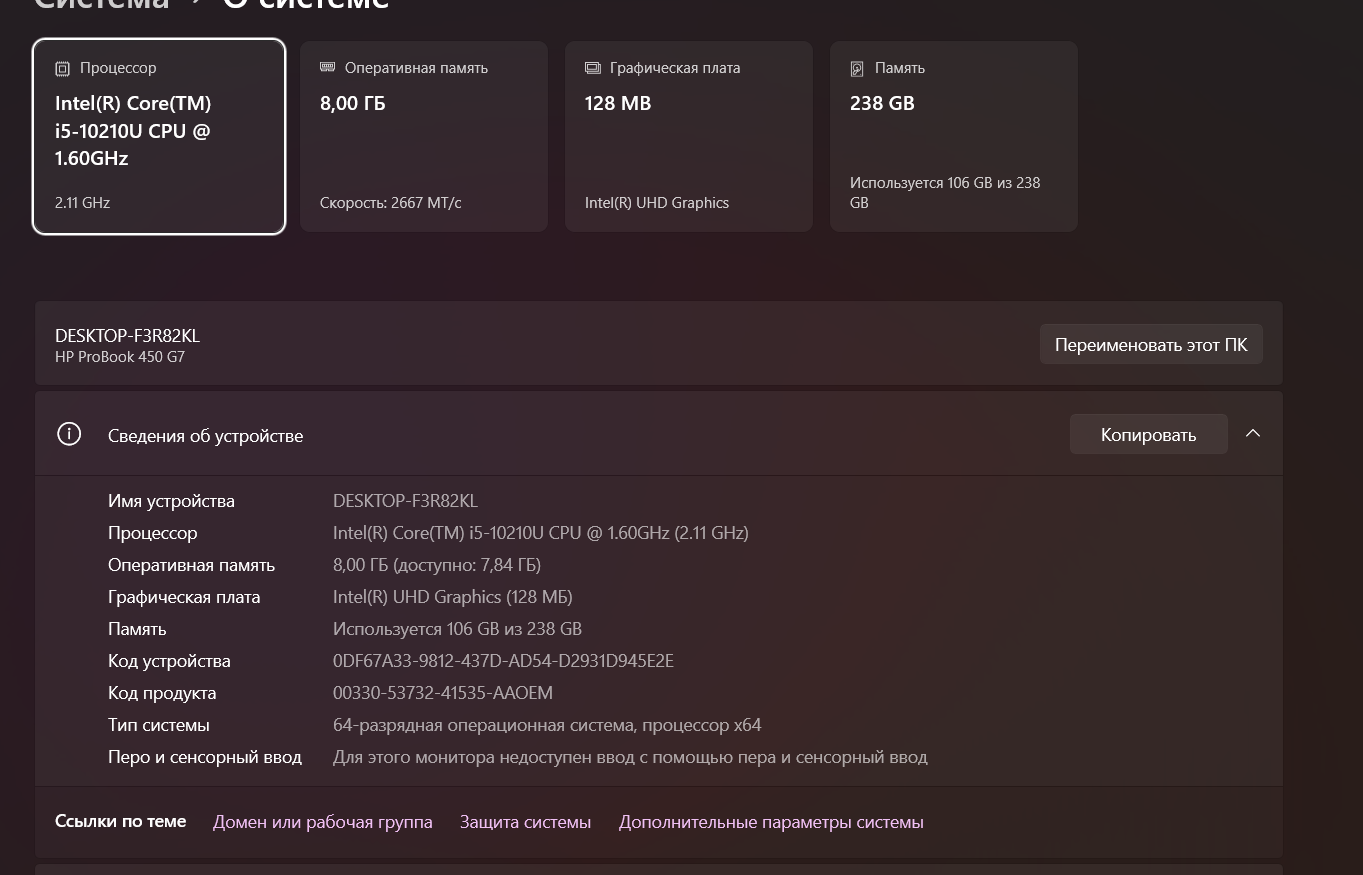 Система › О системе
Процессор
Intel(R) Core(TM)
i5-10210U CPU @
1.60GHz
2.11 GHz
Оперативная память
8,00 ГБ
Скорость: 2667 МТ/с
Графическая плата
128 MB
Intel(R) UHD Graphics
Память
238 GB
Используется 106 GB из 238
GB
DESKTOP-F3R82KL
HP ProBook 450 G7
Переименовать этот ПК
Сведения об устройстве
Копировать
Имя устройства DESKTOP-F3R82KL
Процессор Intel(R) Core(TM) i5-10210U CPU @ 1.60GHz (2.11 GHz)
Оперативная память 8,00 ГБ (доступно: 7,84 ГБ)
Графическая плата Intel(R) UHD Graphics (128 МБ)
Память Используется 106 GB из 238 GB
Код устройства 0DF67A33-9812-437D-AD54-D2931D945E2E
Код продукта 00330-53732-41535-AAOEM
Тип системы 64-разрядная операционная система, процессор x64
Перо и сенсорный ввод Для этого монитора недоступен ввод с помощью пера и сенсорный ввод
Ссылки по теме Домен или рабочая группа Защита системы Дополнительные параметры системы